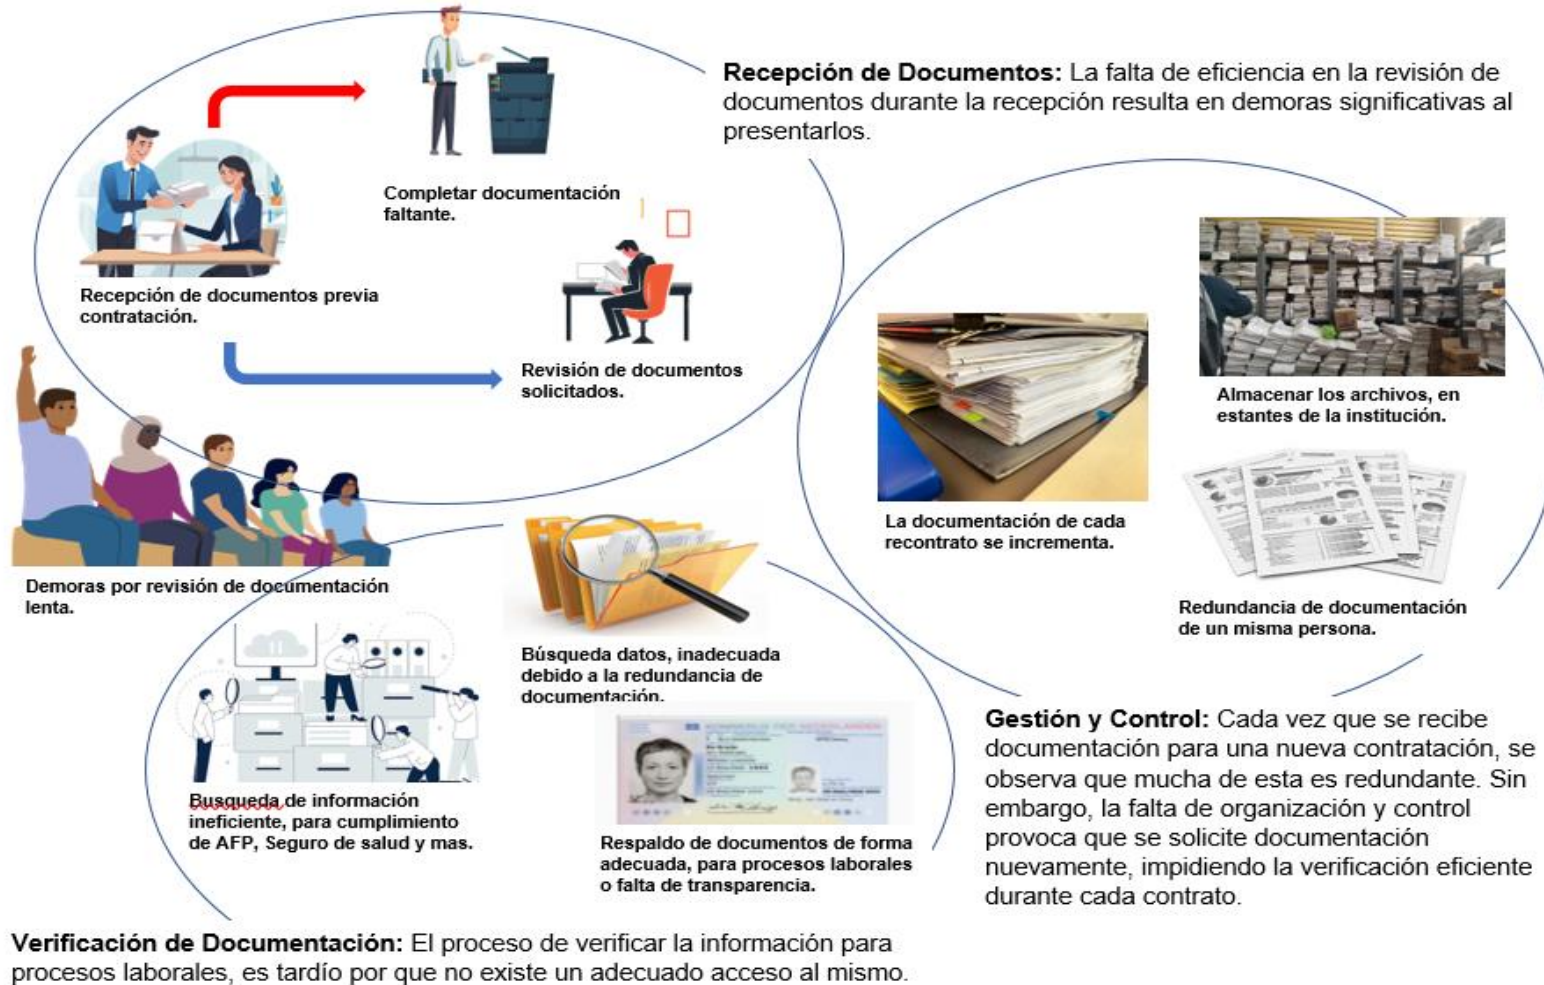 Recepción de Documentos: La falta de eficiencia en la revisión de
documentos durante la recepción resulta en demoras significativas al
presentarlos.
Completar documentación
faltante.
Recepción de documentos previa
contratación.
Revisión de documentos
solicitados.
Demoras por revisión de documentación
lenta.
Almacenar los archivos, en
estantes de la institución.
La documentación de cada
recontrato se incrementa.
Redundancia de documentación
de un misma persona.
Búsqueda datos, inadecuada
debido a la redundancia de
documentación.
Busqueda de información
ineficiente, para cumplimiento
de AFP, Seguro de salud y mas.
Respaldo de documentos de forma
adecuada, para procesos laborales
o falta de transparencia.
Gestión y Control: Cada vez que se recibe
documentación para una nueva contratación, se
observa que mucha de esta es redundante. Sin
embargo, la falta de organización y control
provoca que se solicite documentación
nuevamente, impidiendo la verificación eficiente
durante cada contrato.
Verificación de Documentación: El proceso de verificar la información para
procesos laborales, es tardío por que no existe un adecuado acceso al mismo.